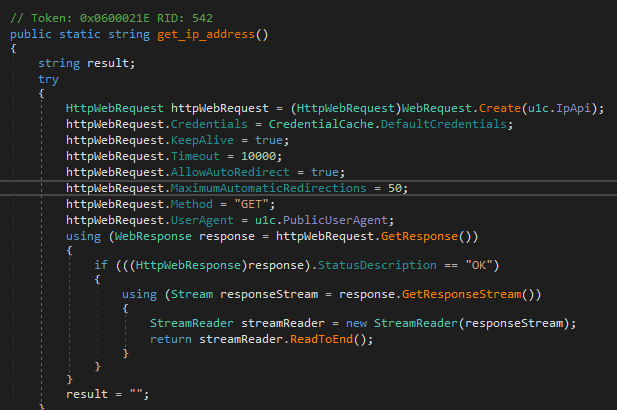 // Token: 0x0600021E RID: 542
public static string get_ip_address()
{
string result;
try
{
HttpWebRequest httpWebRequest = (HttpWebRequest)WebRequest.Create(u1c.IpApi);
httpWebRequest.Credentials = CredentialCache.DefaultCredentials;
httpWebRequest.KeepAlive = true;
httpWebRequest.Timeout = 10000;
httpWebRequest.AllowAutoRedirect = true;
httpWebRequest.MaximumAutomaticRedirections = 50;
httpWebRequest.Method = "GET";
httpWebRequest.UserAgent = u1c.PublicUserAgent;
using (WebResponse response = httpWebRequest.GetResponse())
{
if (((HttpWebResponse)response).StatusDescription == "OK")
{
using (Stream responseStream = response.GetResponseStream())
{
StreamReader streamReader = new StreamReader(responseStream);
return streamReader.ReadToEnd();
}
}
}
result = "";
}